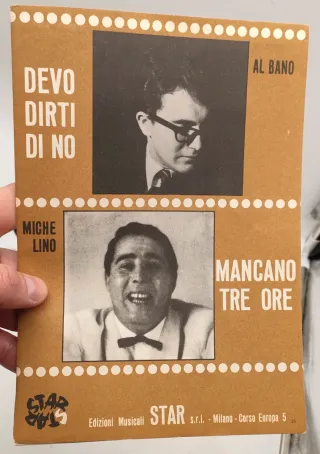 DEVO
DIRTI
DI NO
AL BANO
MICHE
LINO
MANCANO
TRE ORE
STAR
STAR
Edizioni Musicali STAR s.r.l. - Milano - Corso Europa 5